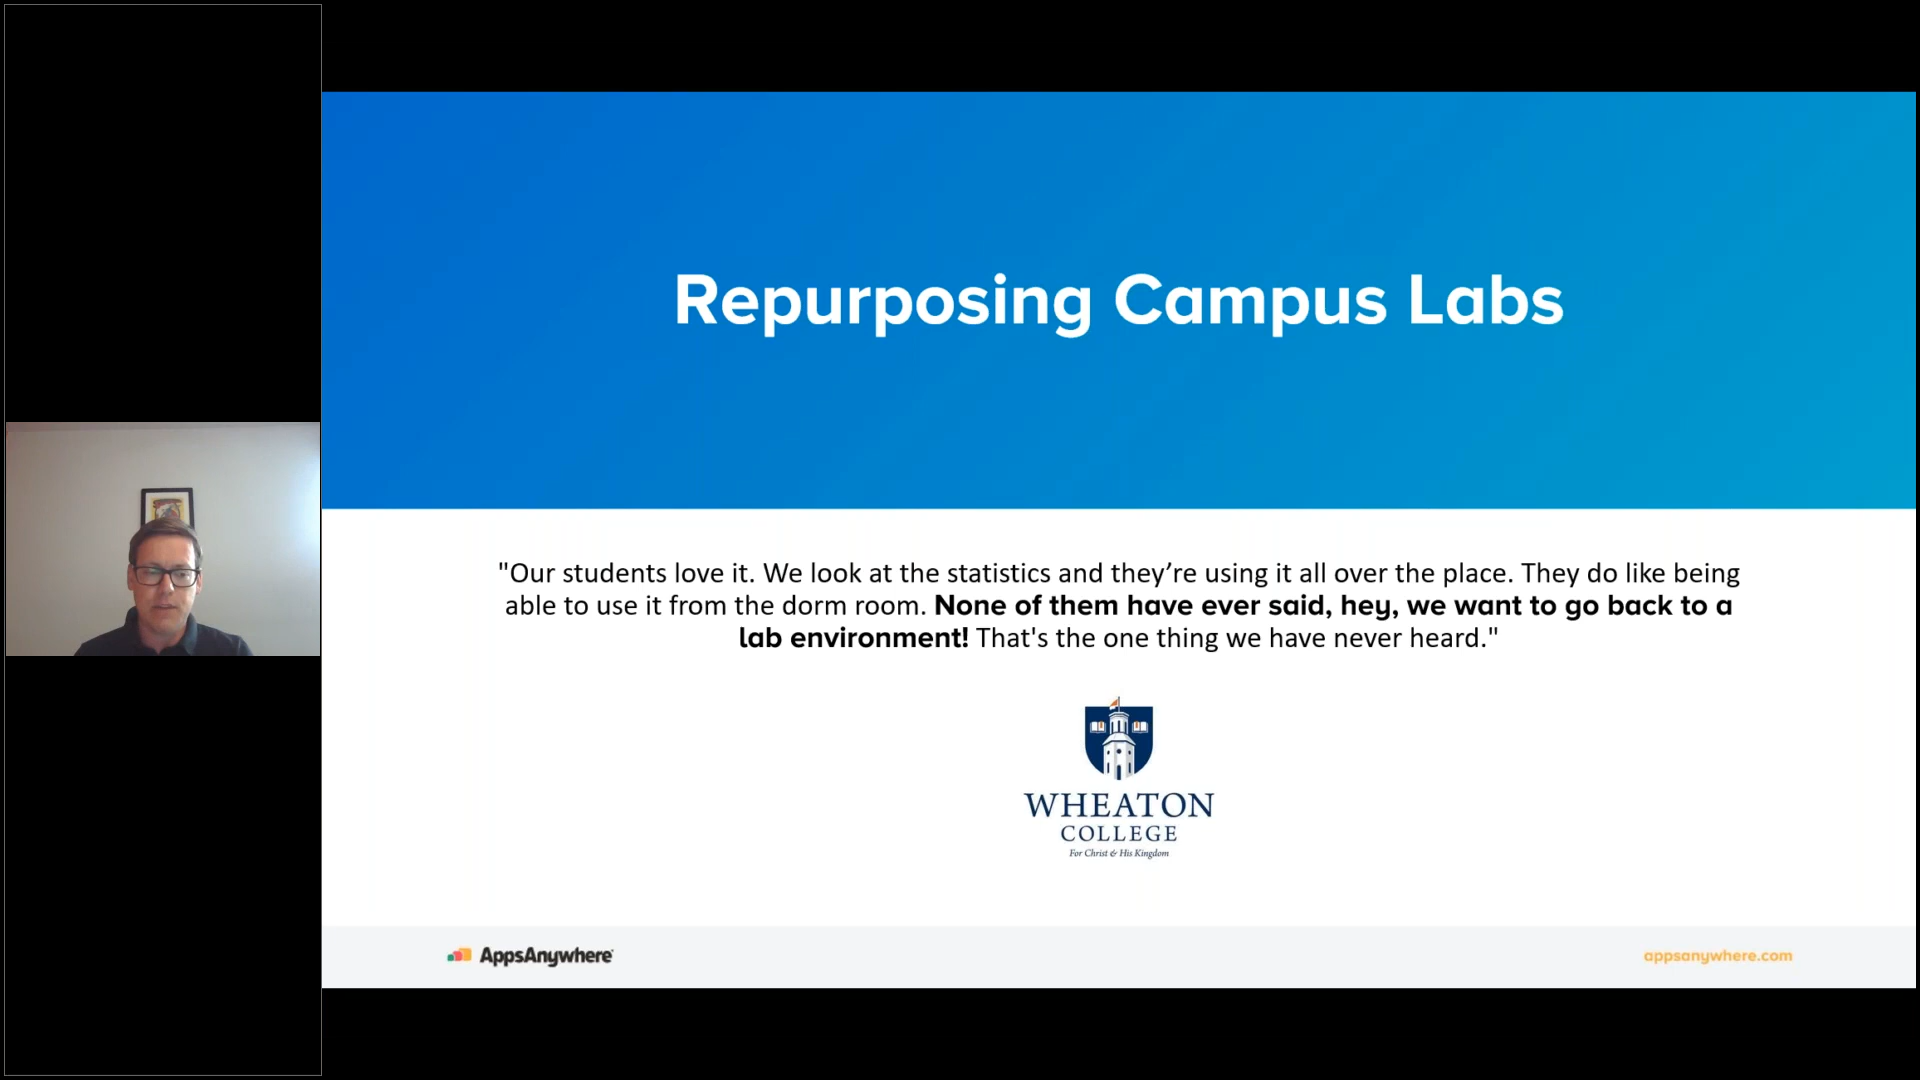 Repurposing Campus Labs
"Our students love it. We look at the statistics and they’re using it all over the place. They do like being
able to use it from the dorm room. None of them have ever said, hey, we want to go back to a
lab environment! That's the one thing we have never heard."
WHEATON
COLLEGE
For Christ & His Kingdom
AppsAnywhere
appsanywhere.com